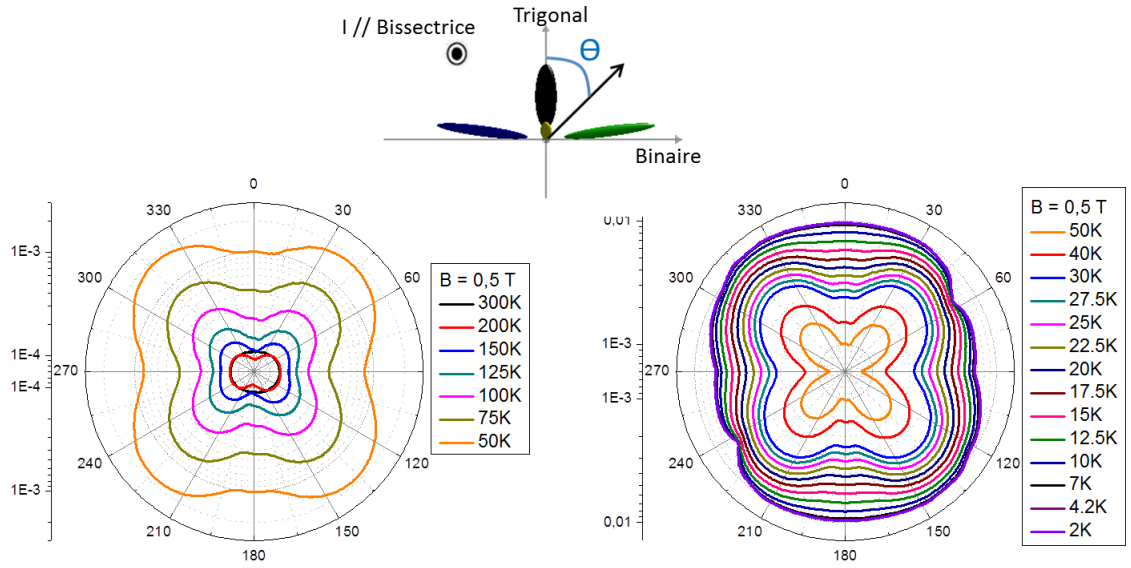 Trigonal
I // Bissectrice
Θ
Binaire
0
30
60
120
150
180
210
240
270
300
330
1E-3
1E-4
1E-4
1E-3
B = 0,5 T
300K
200K
150K
125K
100K
75K
50K
0
30
60
120
150
180
210
240
270
300
330
0,01
1E-3
1E-3
0,01
B = 0,5 T
50K
40K
30K
27.5K
25K
22.5K
20K
17.5K
15K
12.5K
10K
7K
4.2K
2K